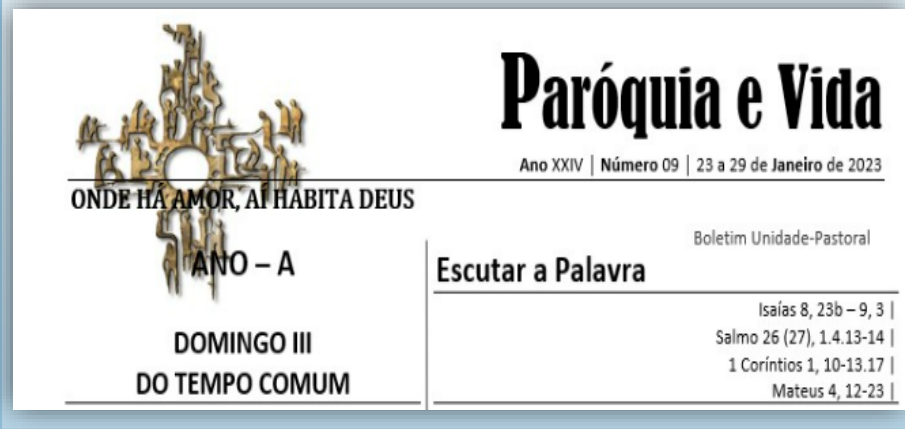 Paróquia e Vida
Ano XXIV | Número 09 | 23 a 29 de Janeiro de 2023
ONDE HÁ AMOR, AÍ HABITA DEUS
ANO – A
DOMINGO III
DO TEMPO COMUM
Boletim Unidade-Pastoral
Escutar a Palavra
Isaías 8, 23b – 9, 3 |
Salmo 26 (27), 1.4.13-14 |
1 Coríntios 1, 10-13.17 |
Mateus 4, 12-23 |